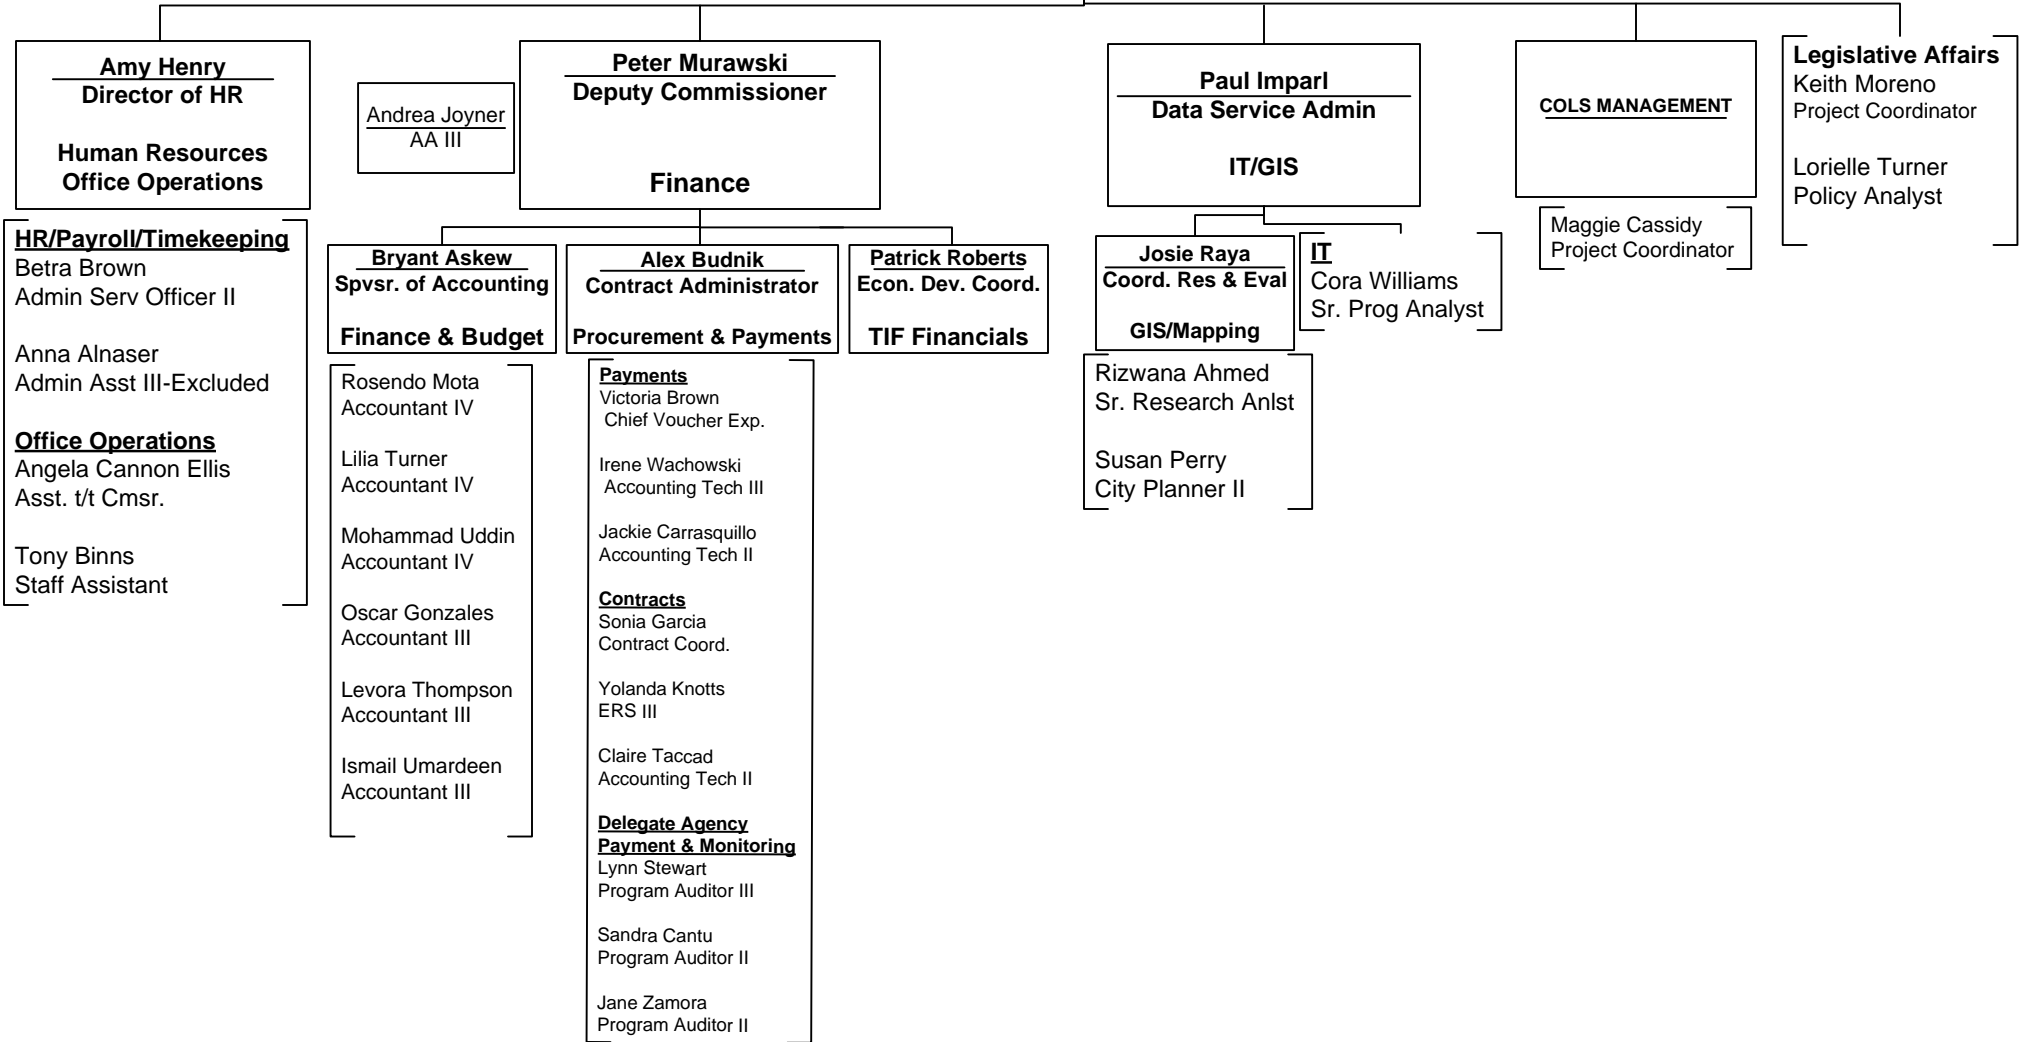 Amy Henry
Director of HR
Human Resources
Office Operations
HR/Payroll/Timekeeping
Betra Brown
Admin Serv Officer II
Anna Alnaser
Admin Asst III-Excluded
Office Operations
Angela Cannon Ellis
Asst. t/t Cmsr.
Tony Binns
Staff Assistant
Andrea Joyner
AA III
Peter Murawski
Deputy Commissioner
Finance
Bryant Askew
Spvsr. of Accounting
Finance & Budget
Rosendo Mota
Accountant IV
Lilia Turner
Accountant IV
Mohammad Uddin
Accountant IV
Oscar Gonzales
Accountant III
Levora Thompson
Accountant III
Ismail Umardeen
Accountant III
Alex Budnik
Contract Administrator
Procurement & Payments
Payments
Victoria Brown
Chief Voucher Exp.
Irene Wachowski
Accounting Tech III
Jackie Carrasquillo
Accounting Tech II
Contracts
Sonia Garcia
Contract Coord.
Yolanda Knotts
ERS III
Claire Taccad
Accounting Tech II
Delegate Agency
Payment & Monitoring
Lynn Stewart
Program Auditor III
Sandra Cantu
Program Auditor II
Jane Zamora
Program Auditor II
Patrick Roberts
Econ. Dev. Coord.
TIF Financials
Paul Imparl
Data Service Admin
IT/GIS
Josie Raya
Coord. Res & Eval
GIS/Mapping
Rizwana Ahmed
Sr. Research Anlst
Susan Perry
City Planner II
IT
Cora Williams
Sr. Prog Analyst
COLS MANAGEMENT
Maggie Cassidy
Project Coordinator
Legislative Affairs
Keith Moreno
Project Coordinator
Lorielle Turner
Policy Analyst